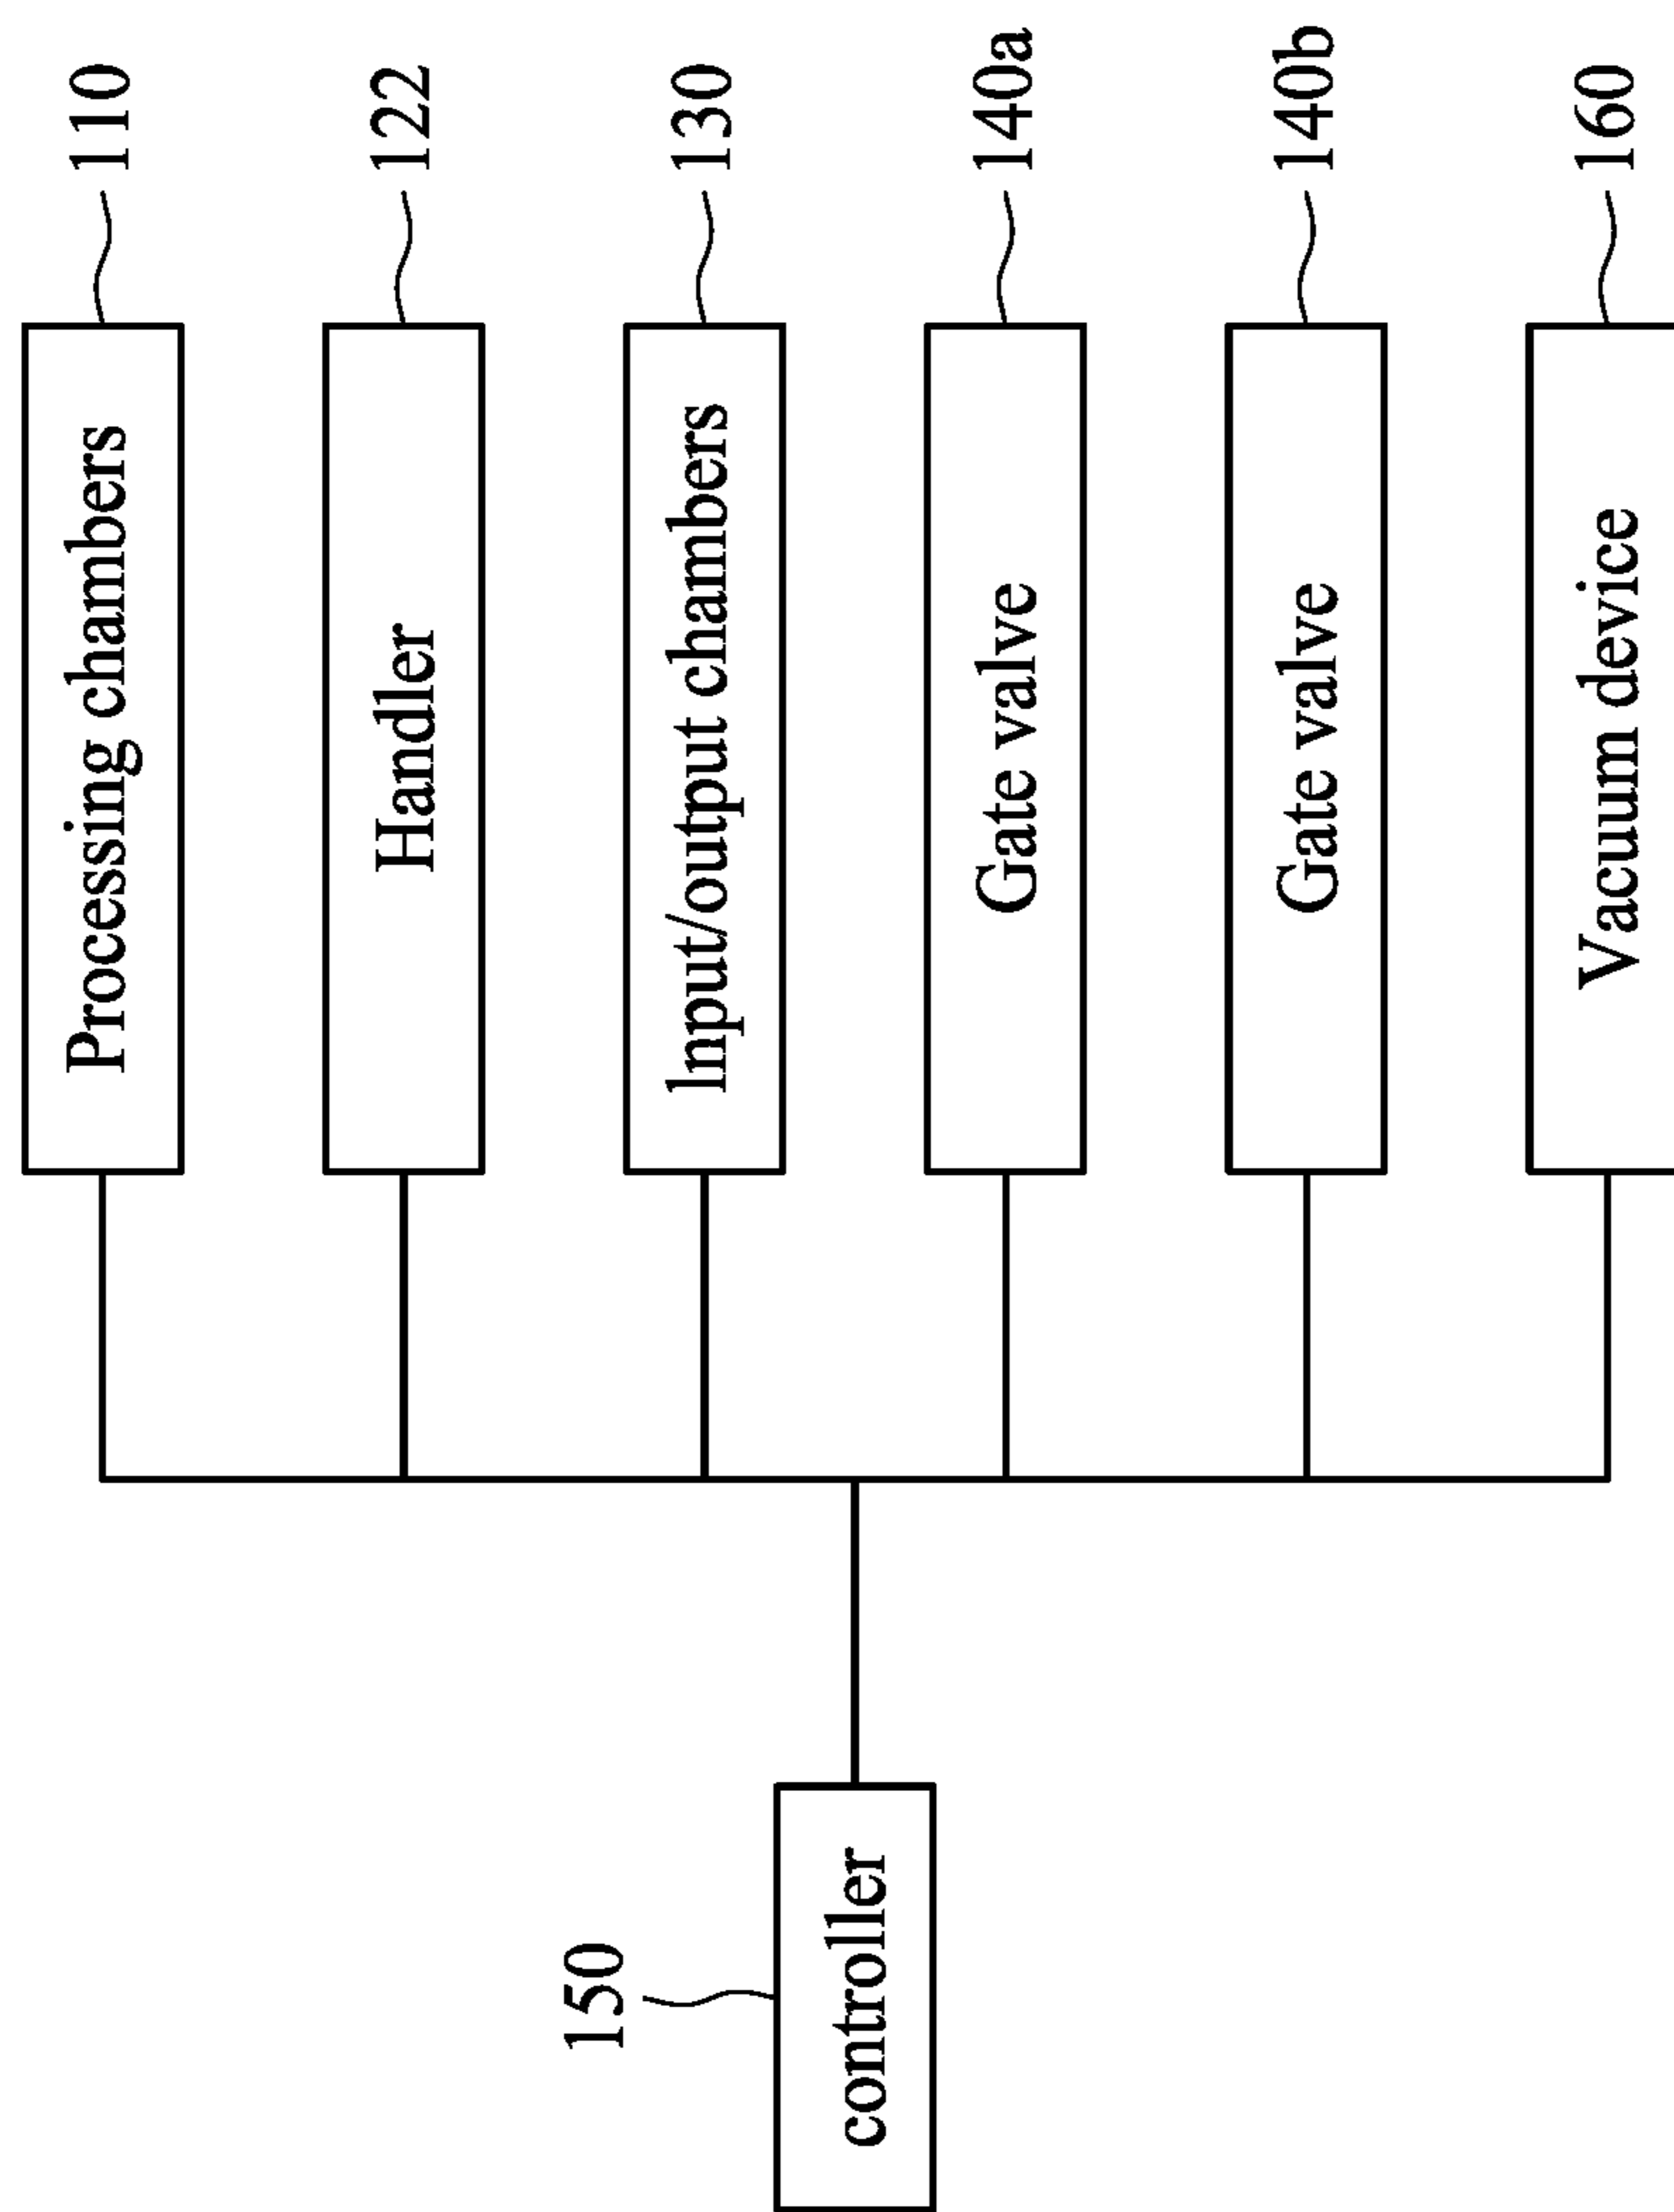 150
controller
Processing chambers
110
Handler
122
Input/output chambers
130
Gate valve
140a
Gate valve
140b
Vacuum device
160